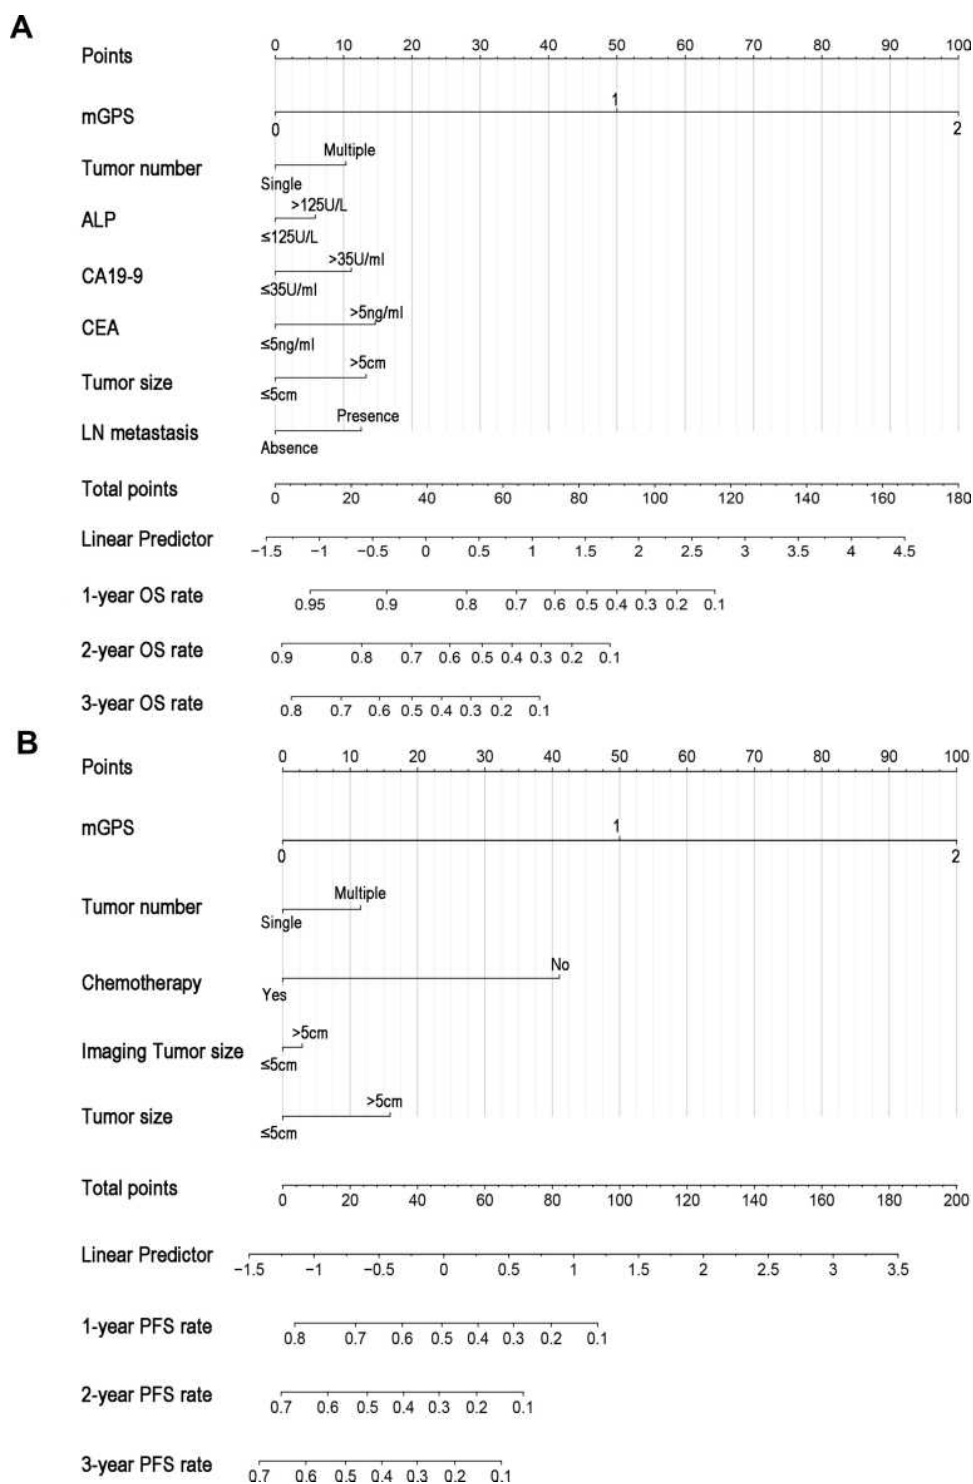 A
Points 0 10 20 30 40 50 60 70 80 90 100
mGPS 0 1 2
Tumor number Single Multiple
ALP ≤125U/L >125U/L
CA19-9 ≤35U/ml >35U/ml
CEA ≤5ng/ml >5ng/ml
Tumor size ≤5cm >5cm
LN metastasis Absence Presence
Total points 0 20 40 60 80 100 120 140 160 180
Linear Predictor −1.5 −1 −0.5 0 0.5 1 1.5 2 2.5 3 3.5 4 4.5
1-year OS rate 0.95 0.9 0.8 0.7 0.6 0.5 0.4 0.3 0.2 0.1
2-year OS rate 0.9 0.8 0.7 0.6 0.5 0.4 0.3 0.2 0.1
3-year OS rate 0.8 0.7 0.6 0.5 0.4 0.3 0.2 0.1
B
Points 0 10 20 30 40 50 60 70 80 90 100
mGPS 0 1 2
Tumor number Single Multiple
Chemotherapy Yes No
Imaging Tumor size ≤5cm >5cm
Tumor size ≤5cm >5cm
Total points 0 20 40 60 80 100 120 140 160 180 200
Linear Predictor −1.5 −1 −0.5 0 0.5 1 1.5 2 2.5 3 3.5
1-year PFS rate 0.8 0.7 0.6 0.5 0.4 0.3 0.2 0.1
2-year PFS rate 0.7 0.6 0.5 0.4 0.3 0.2 0.1
3-year PFS rate 0.7 0.6 0.5 0.4 0.3 0.2 0.1